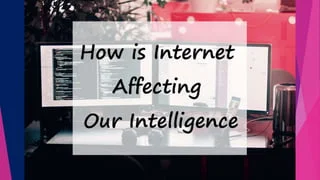 How is Internet
Affecting
Our Intelligence